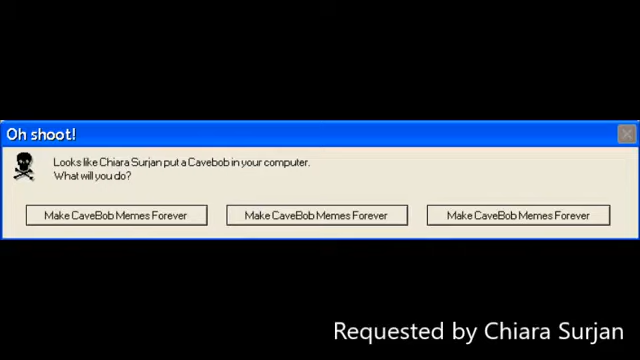 Oh shoot!
Looks like Chiara Surjan put a Cavebob in your computer.
What will you do?
Make CaveBob Memes Forever Make CaveBob Memes Forever Make CaveBob Memes Forever
Requested by Chiara Surjan